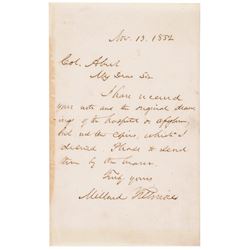 Nov. 13. 1852
Col. Abert
My Dear Sir
I have received
your note and the original draw-
ings of the hospital or asylum,
but not the copies, which I
desired. Please to send
them by the bearer.
Truly yours
Millard Fillmore